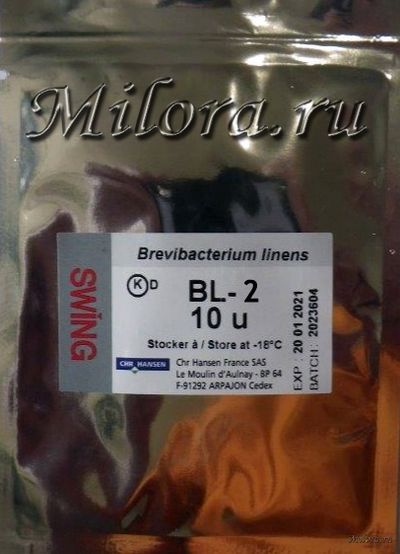 Milora.ru
Brevibacterium linens
SWING
K D
BL-2
10 u
Stocker à / Store at -18°C
CHR HANSEN
Chr Hansen France SAS
Le Moulin d'Aulnay - BP 64
F-91292 ARPAJON Cedex
EXP : 20 01 2021
BATCH : 2023604